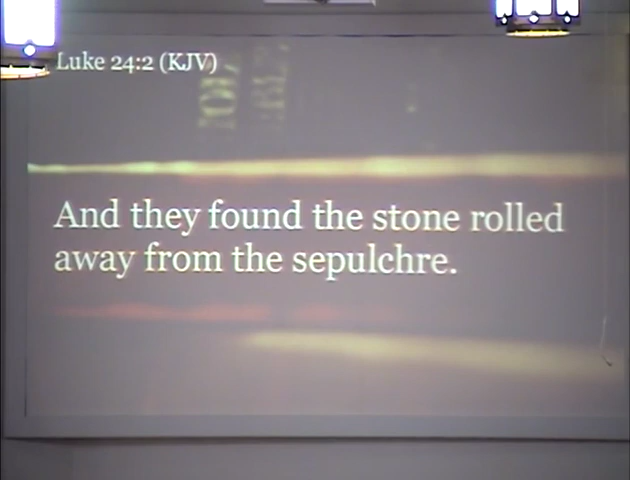 Luke 24:2 (KJV)
And they found the stone rolled
away from the sepulchre.